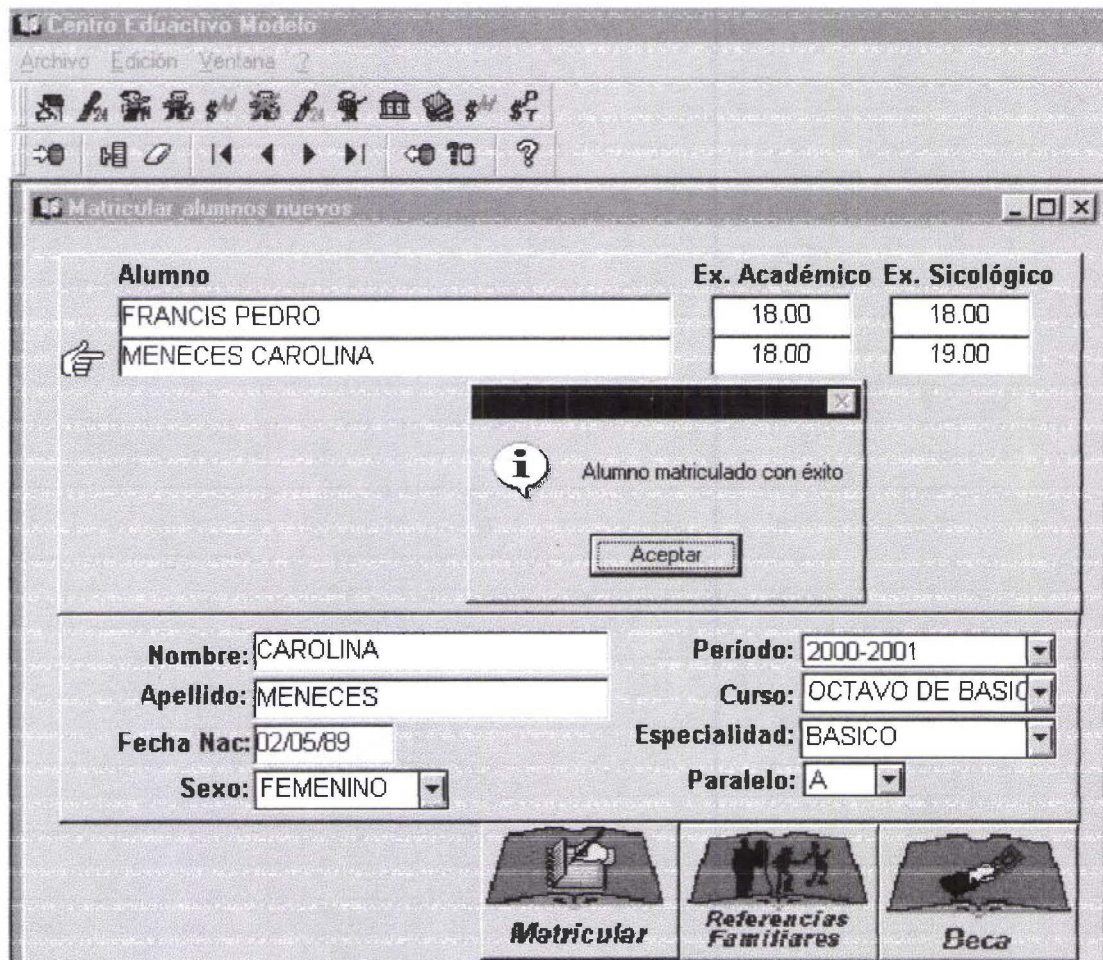 Centro Eduactivo Modelo
Archivo Edición Ventana ?
Matricular alumnos nuevos
Alumno Ex. Académico Ex. Sicológico
FRANCIS PEDRO 18.00 18.00
MENECES CAROLINA 18.00 19.00
Alumno matriculado con éxito
Aceptar
Nombre: CAROLINA
Apellido: MENECES
Fecha Nac: 02/05/89
Sexo: FEMENINO
Período: 2000-2001
Curso: OCTAVO DE BASIC
Especialidad: BASICO
Paralelo: A
Matricular
Referencias
Familiares
Beca